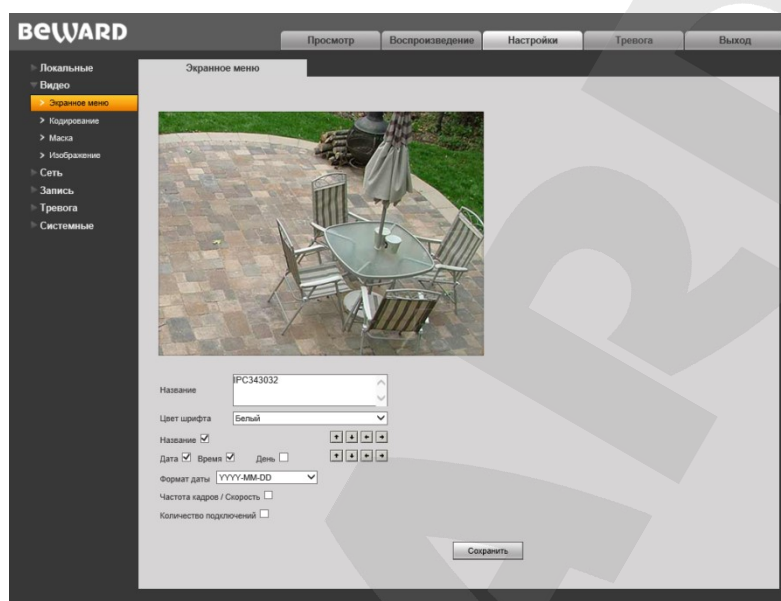 BEWARD
Просмотр Воспроизведение Настройки Тревога Выход
Локальные
Видео
Экранное меню
Кодирование
Маска
Изображение
Сеть
Запись
Тревога
Системные
Экранное меню
Название IPC343032
Цвет шрифта Белый
Название
Дата Время День
Формат даты YYYY-MM-DD
Частота кадров / Скорость
Количество подключений
Сохранить